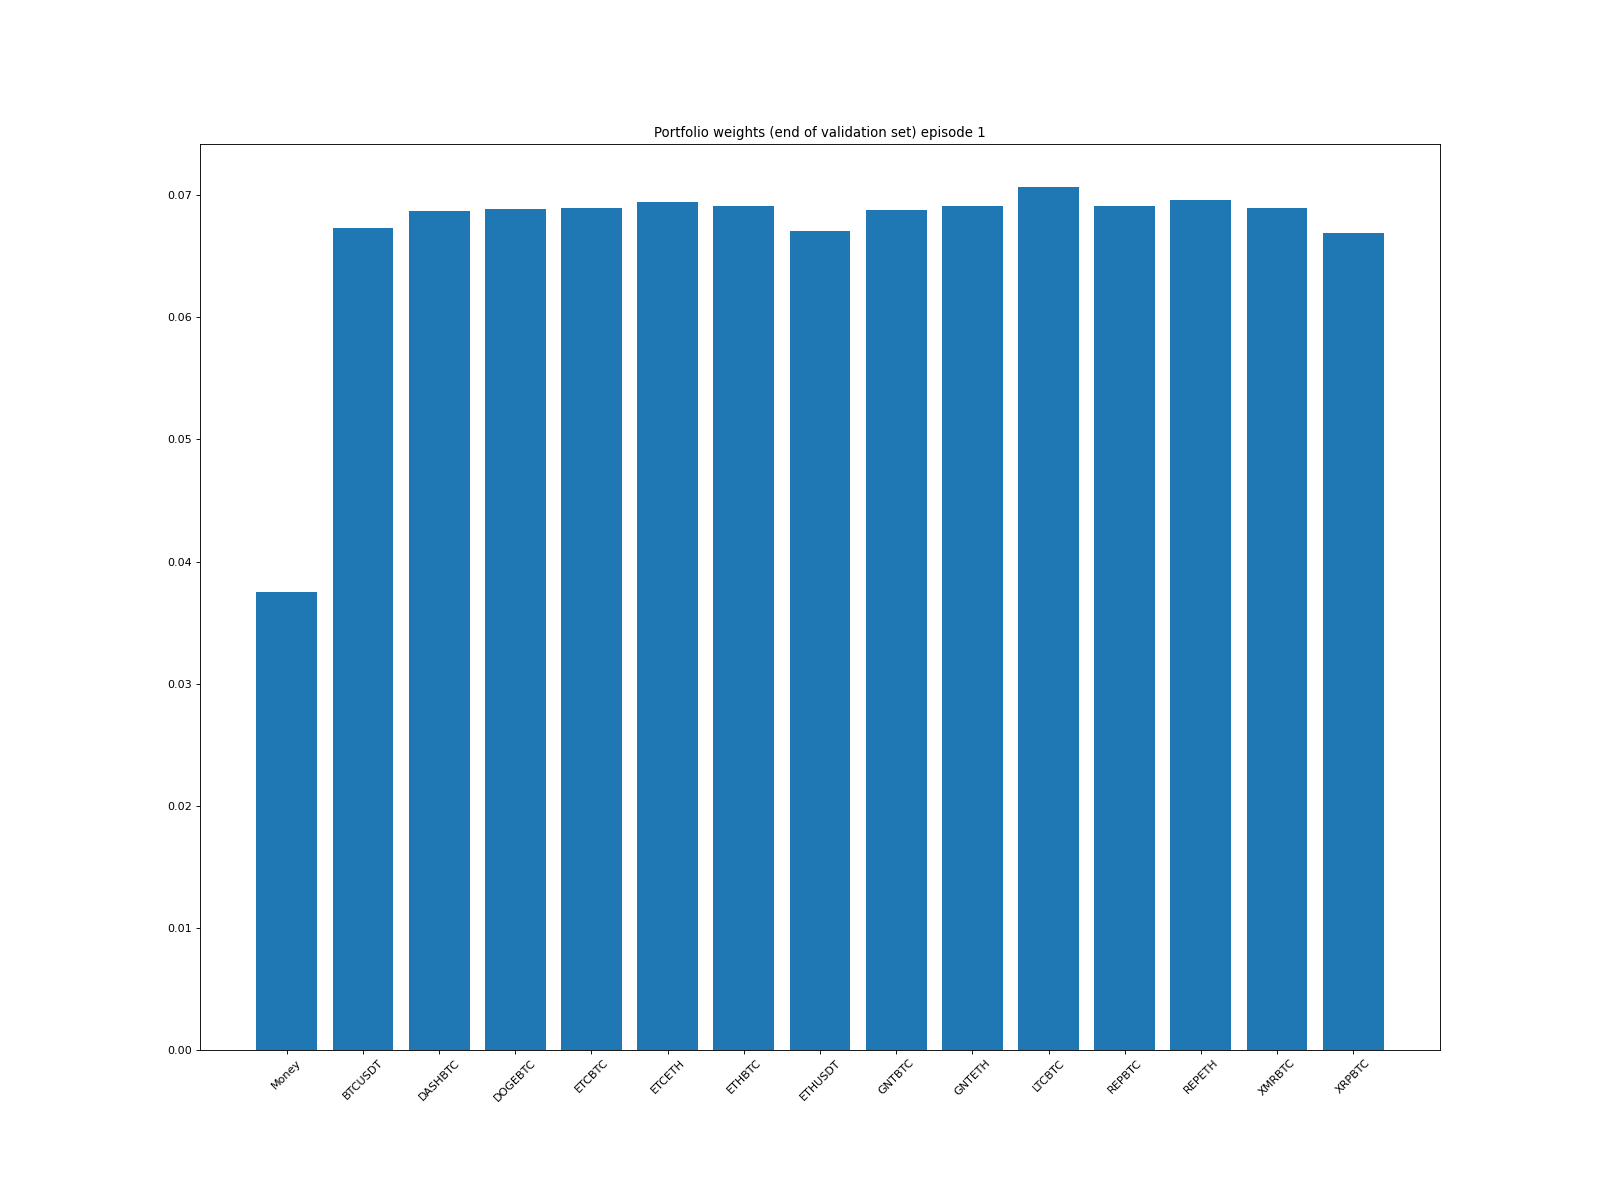 Portfolio weights (end of validation set) episode 1
0.07
0.06
0.05
0.04
0.03
0.02
0.01
0.00
Money
BTCUSDT
DASHBTC
DOGEBTC
ETCBTC
ETCETH
ETHBTC
ETHUSDT
GNTBTC
GNTETH
LTCBTC
REPBTC
REPETH
XMRBTC
XRPBTC